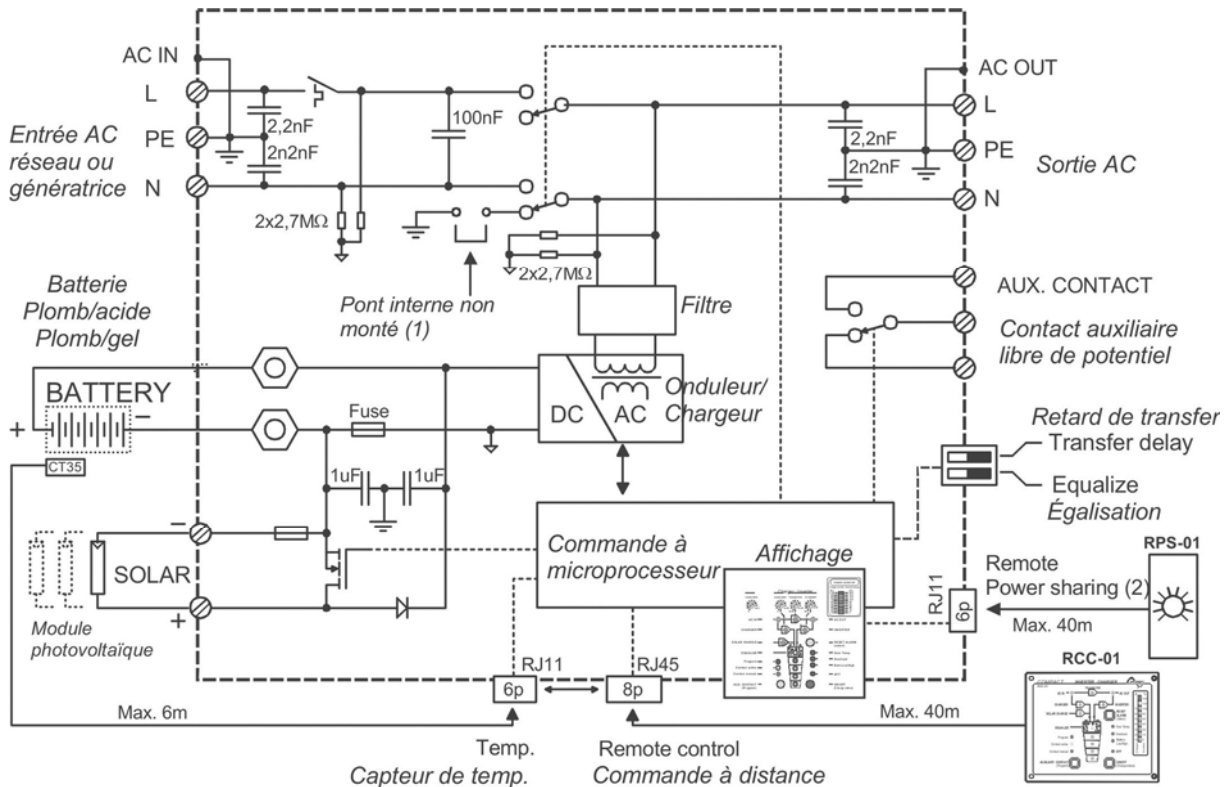 AC IN
L
PE
N
Entrée AC
réseau ou
génératrice
2,2nF
2n2nF
100nF
2x2,7MΩ
2x2,7MΩ
Pont interne non
monté (1)
Filtre
AC OUT
L
PE
N
2,2nF
2n2nF
Sortie AC
AUX. CONTACT
Contact auxiliaire
libre de potentiel
Batterie
Plomb/acide
Plomb/gel
BATTERY
+
−
CT35
Fuse
1uF
1uF
DC
AC
Onduleur/
Chargeur
Retard de transfer
Transfer delay
Equalize
Égalisation
−
SOLAR
+
Module
photovoltaïque
Commande à
microprocesseur
Affichage
RJ11
6p
Remote
Power sharing (2)
Max. 40m
RPS-01
RCC-01
RJ11
6p
RJ45
8p
Max. 6m
Max. 40m
Temp.
Capteur de temp.
Remote control
Commande à distance